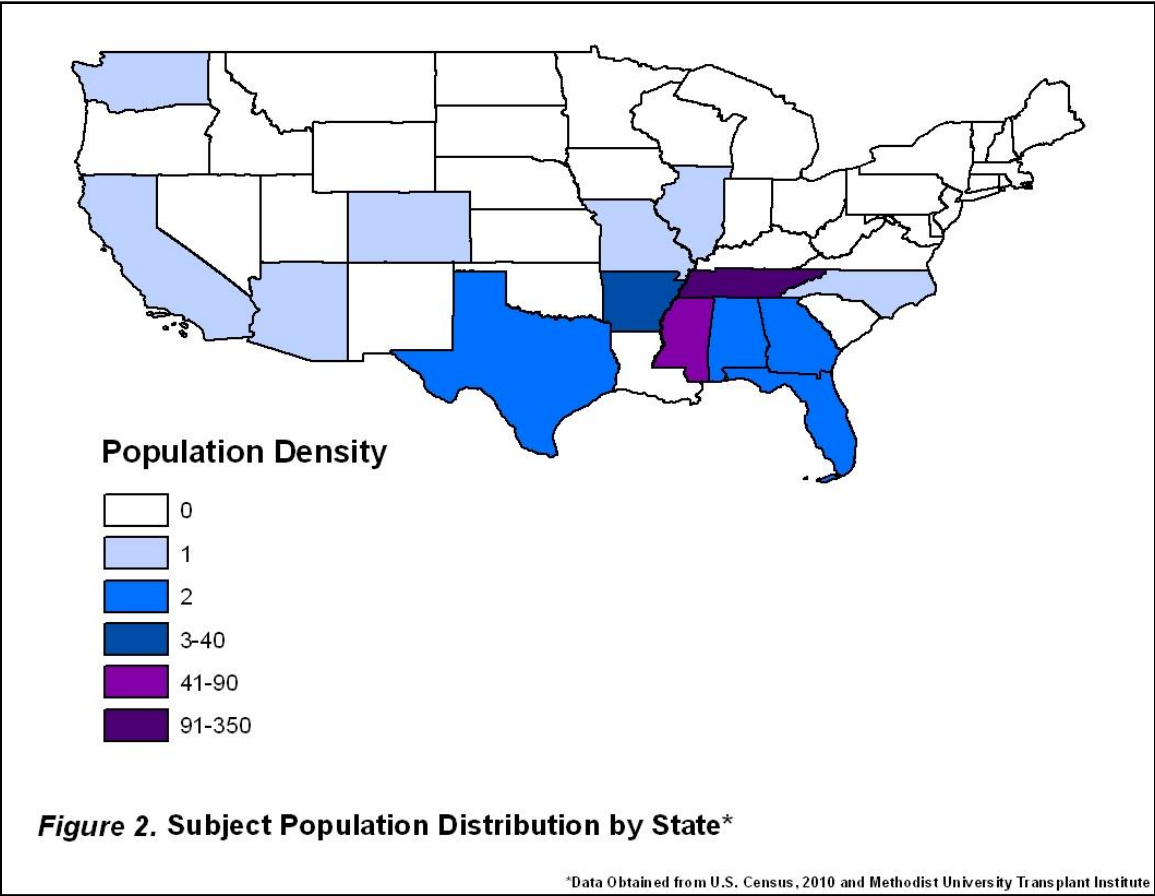 Population Density
0
1
2
3-40
41-90
91-350
Figure 2. Subject Population Distribution by State*
*Data Obtained from U.S. Census, 2010 and Methodist University Transplant Institute